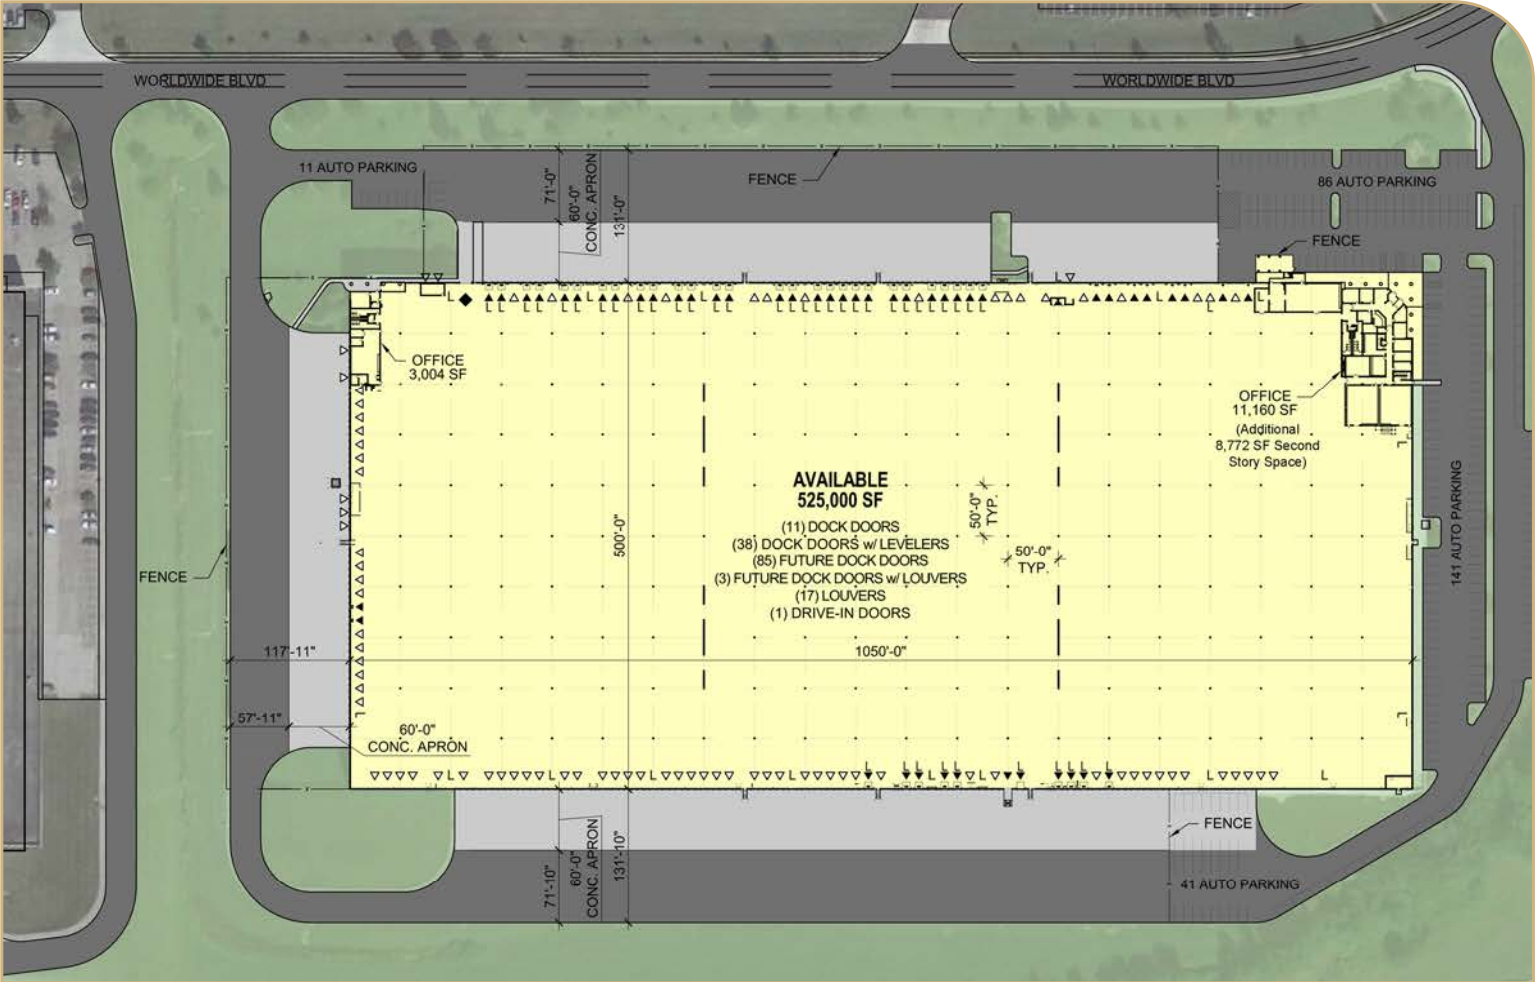 WORLDWIDE BLVD
WORLDWIDE BLVD
11 AUTO PARKING
71'-0"
60'-0"
CONC. APRON
131'-0"
FENCE
86 AUTO PARKING
FENCE
OFFICE
3,004 SF
OFFICE
11,160 SF
(Additional
8,772 SF Second
Story Space)
AVAILABLE
525,000 SF
(11) DOCK DOORS
(38) DOCK DOORS w/ LEVELERS
(85) FUTURE DOCK DOORS
(3) FUTURE DOCK DOORS w/ LOUVERS
(17) LOUVERS
(1) DRIVE-IN DOORS
50'-0"
TYP.
50'-0"
TYP.
500'-0"
141 AUTO PARKING
FENCE
117'-11"
1050'-0"
57'-11"
60'-0"
CONC. APRON
FENCE
71'-10"
60'-0"
CONC. APRON
131'-10"
41 AUTO PARKING